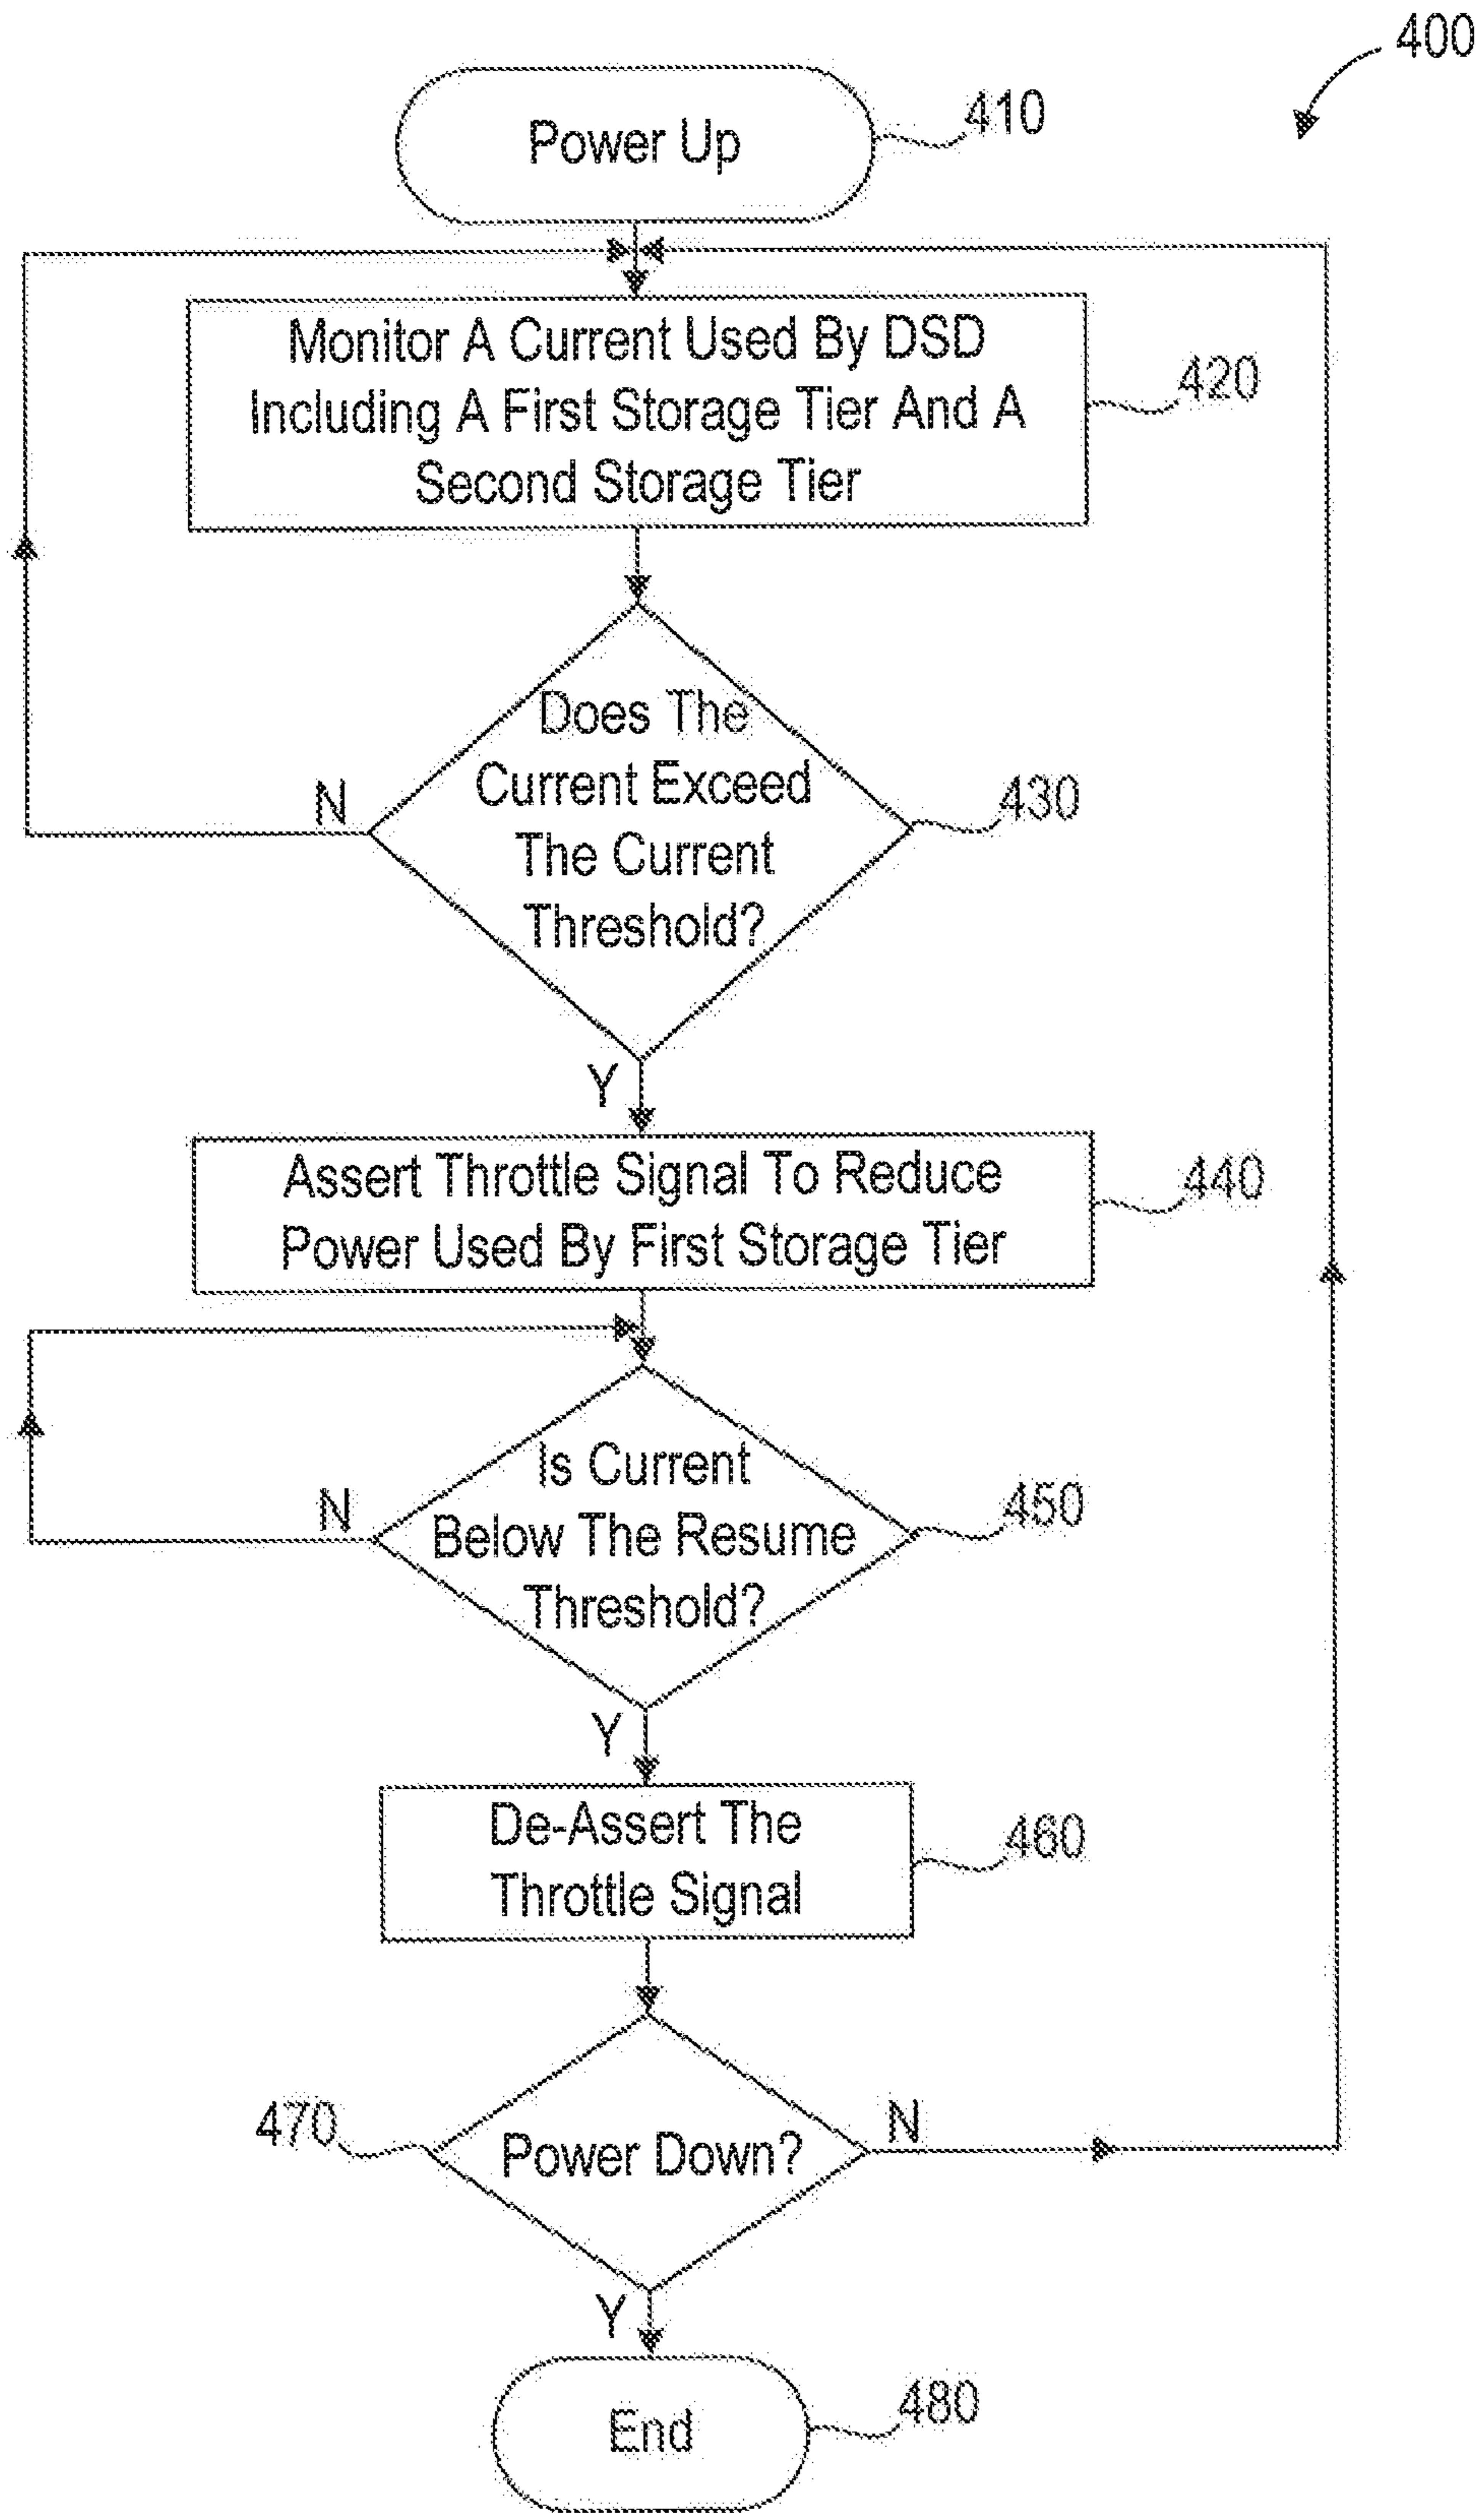 400
Power Up
410
Monitor A Current Used By DSD
Including A First Storage Tier And A
Second Storage Tier
420
Does The
Current Exceed
The Current
Threshold?
430
N
Y
Assert Throttle Signal To Reduce
Power Used By First Storage Tier
440
Is Current
Below The Resume
Threshold?
450
N
Y
De-Assert The
Throttle Signal
460
470
Power Down?
N
Y
End
480